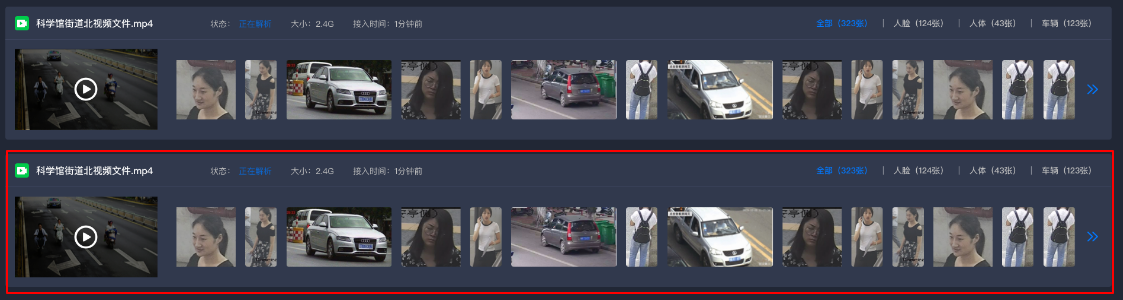 科学馆街道北视频文件.mp4 状态： 正在解析 大小：2.4G 接入时间：1分钟前 全部（323张） | 人脸（124张） | 人体（43张） | 车辆（123张）
科学馆街道北视频文件.mp4 状态： 正在解析 大小：2.4G 接入时间：1分钟前 全部（323张） | 人脸（124张） | 人体（43张） | 车辆（123张）